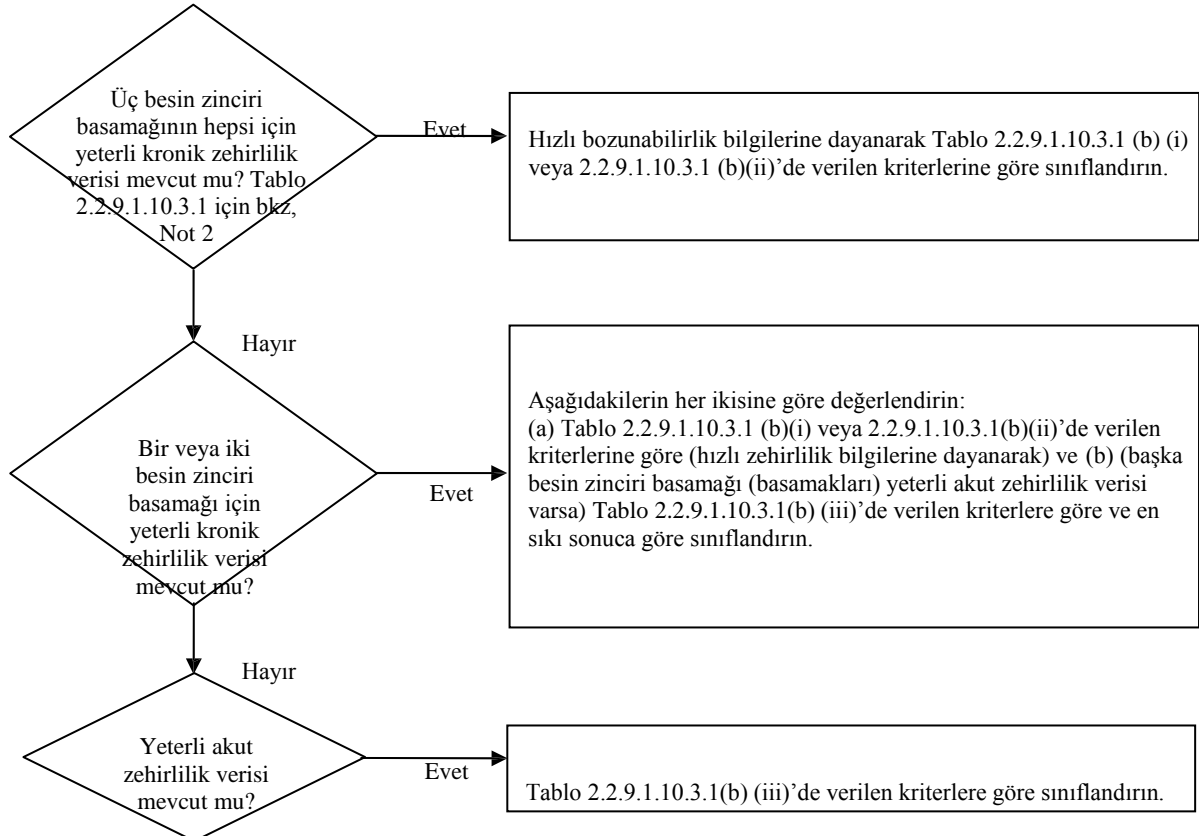 Üç besin zinciri
basamağının hepsi için
yeterli kronik zehirlilik
verisi mevcut mu? Tablo
2.2.9.1.10.3.1 için bkz,
Not 2
Evet
Hızlı bozunabilirlik bilgilerine dayanarak Tablo 2.2.9.1.10.3.1 (b) (i)
veya 2.2.9.1.10.3.1 (b)(ii)’de verilen kriterlerine göre sınıflandırın.
Hayır
Bir veya iki
besin zinciri
basamağı için
yeterli kronik
zehirlilik verisi
mevcut mu?
Evet
Aşağıdakilerin her ikisine göre değerlendirin:
(a) Tablo 2.2.9.1.10.3.1 (b)(i) veya 2.2.9.1.10.3.1(b)(ii)’de verilen
kriterlerine göre (hızlı zehirlilik bilgilerine dayanarak) ve (b) (başka
besin zinciri basamağı (basamakları) yeterli akut zehirlilik verisi
varsa) Tablo 2.2.9.1.10.3.1(b) (iii)’de verilen kriterlere göre ve en
sıkı sonuca göre sınıflandırın.
Hayır
Yeterli akut
zehirlilik verisi
mevcut mu?
Evet
Tablo 2.2.9.1.10.3.1(b) (iii)’de verilen kriterlere göre sınıflandırın.